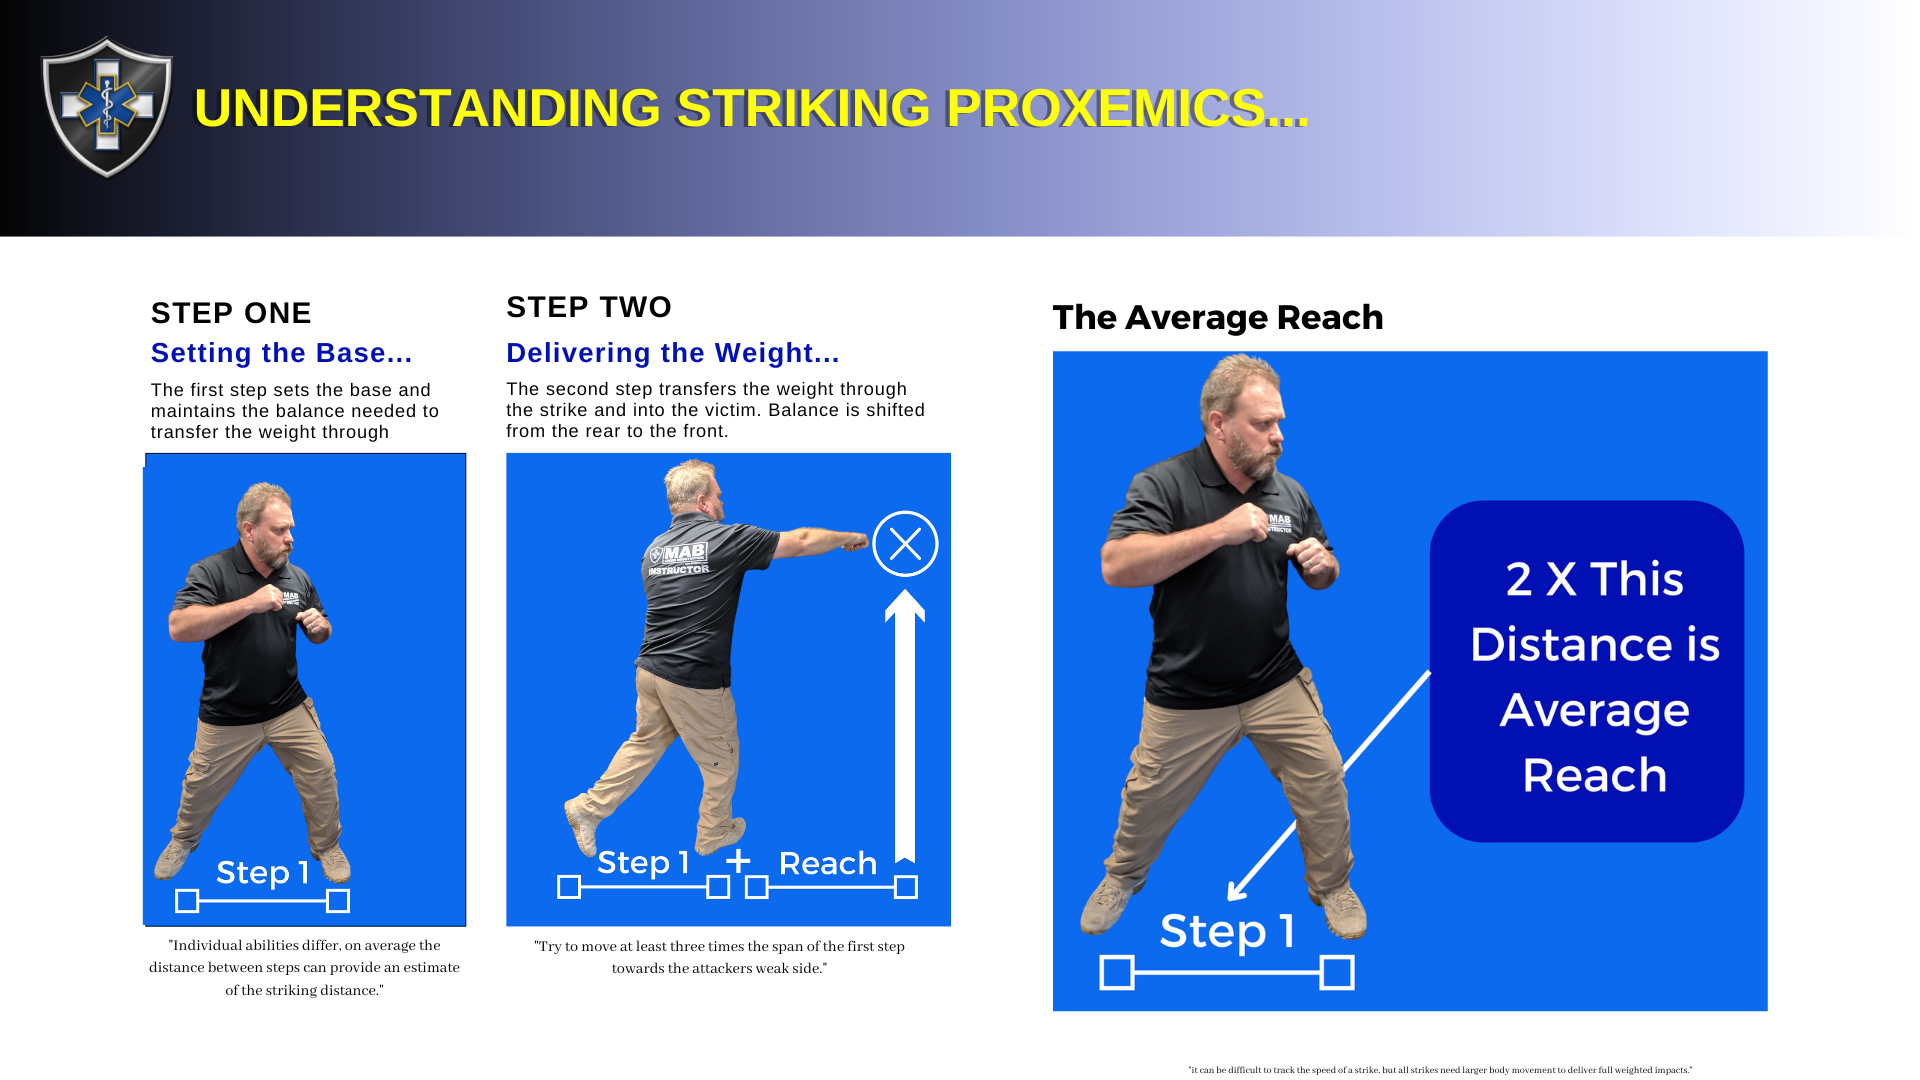 UNDERSTANDING STRIKING PROXEMICS...
STEP ONE
Setting the Base...
The first step sets the base and
maintains the balance needed to
transfer the weight through
Step 1
"Individual abilities differ, on average the
distance between steps can provide an estimate
of the striking distance."
STEP TWO
Delivering the Weight...
The second step transfers the weight through
the strike and into the victim. Balance is shifted
from the rear to the front.
MAB
INSTRUCTOR
Step 1 + Reach
"Try to move at least three times the span of the first step
towards the attackers weak side."
The Average Reach
MAB
2 X This
Distance is
Average
Reach
Step 1
"it can be difficult to track the speed of a strike, but all strikes need larger body movement to deliver full weighted impacts."